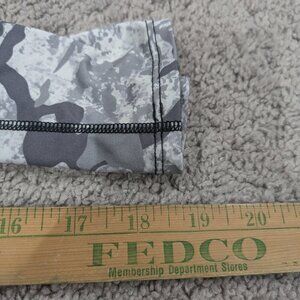 16 17 18 19 20
FEDCO
Membership Department Stores